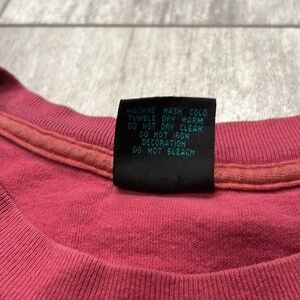 MACHINE WASH COLD
TUMBLE DRY WARM
DO NOT DRY CLEAN
DO NOT IRON
DECORATION
DO NOT BLEACH